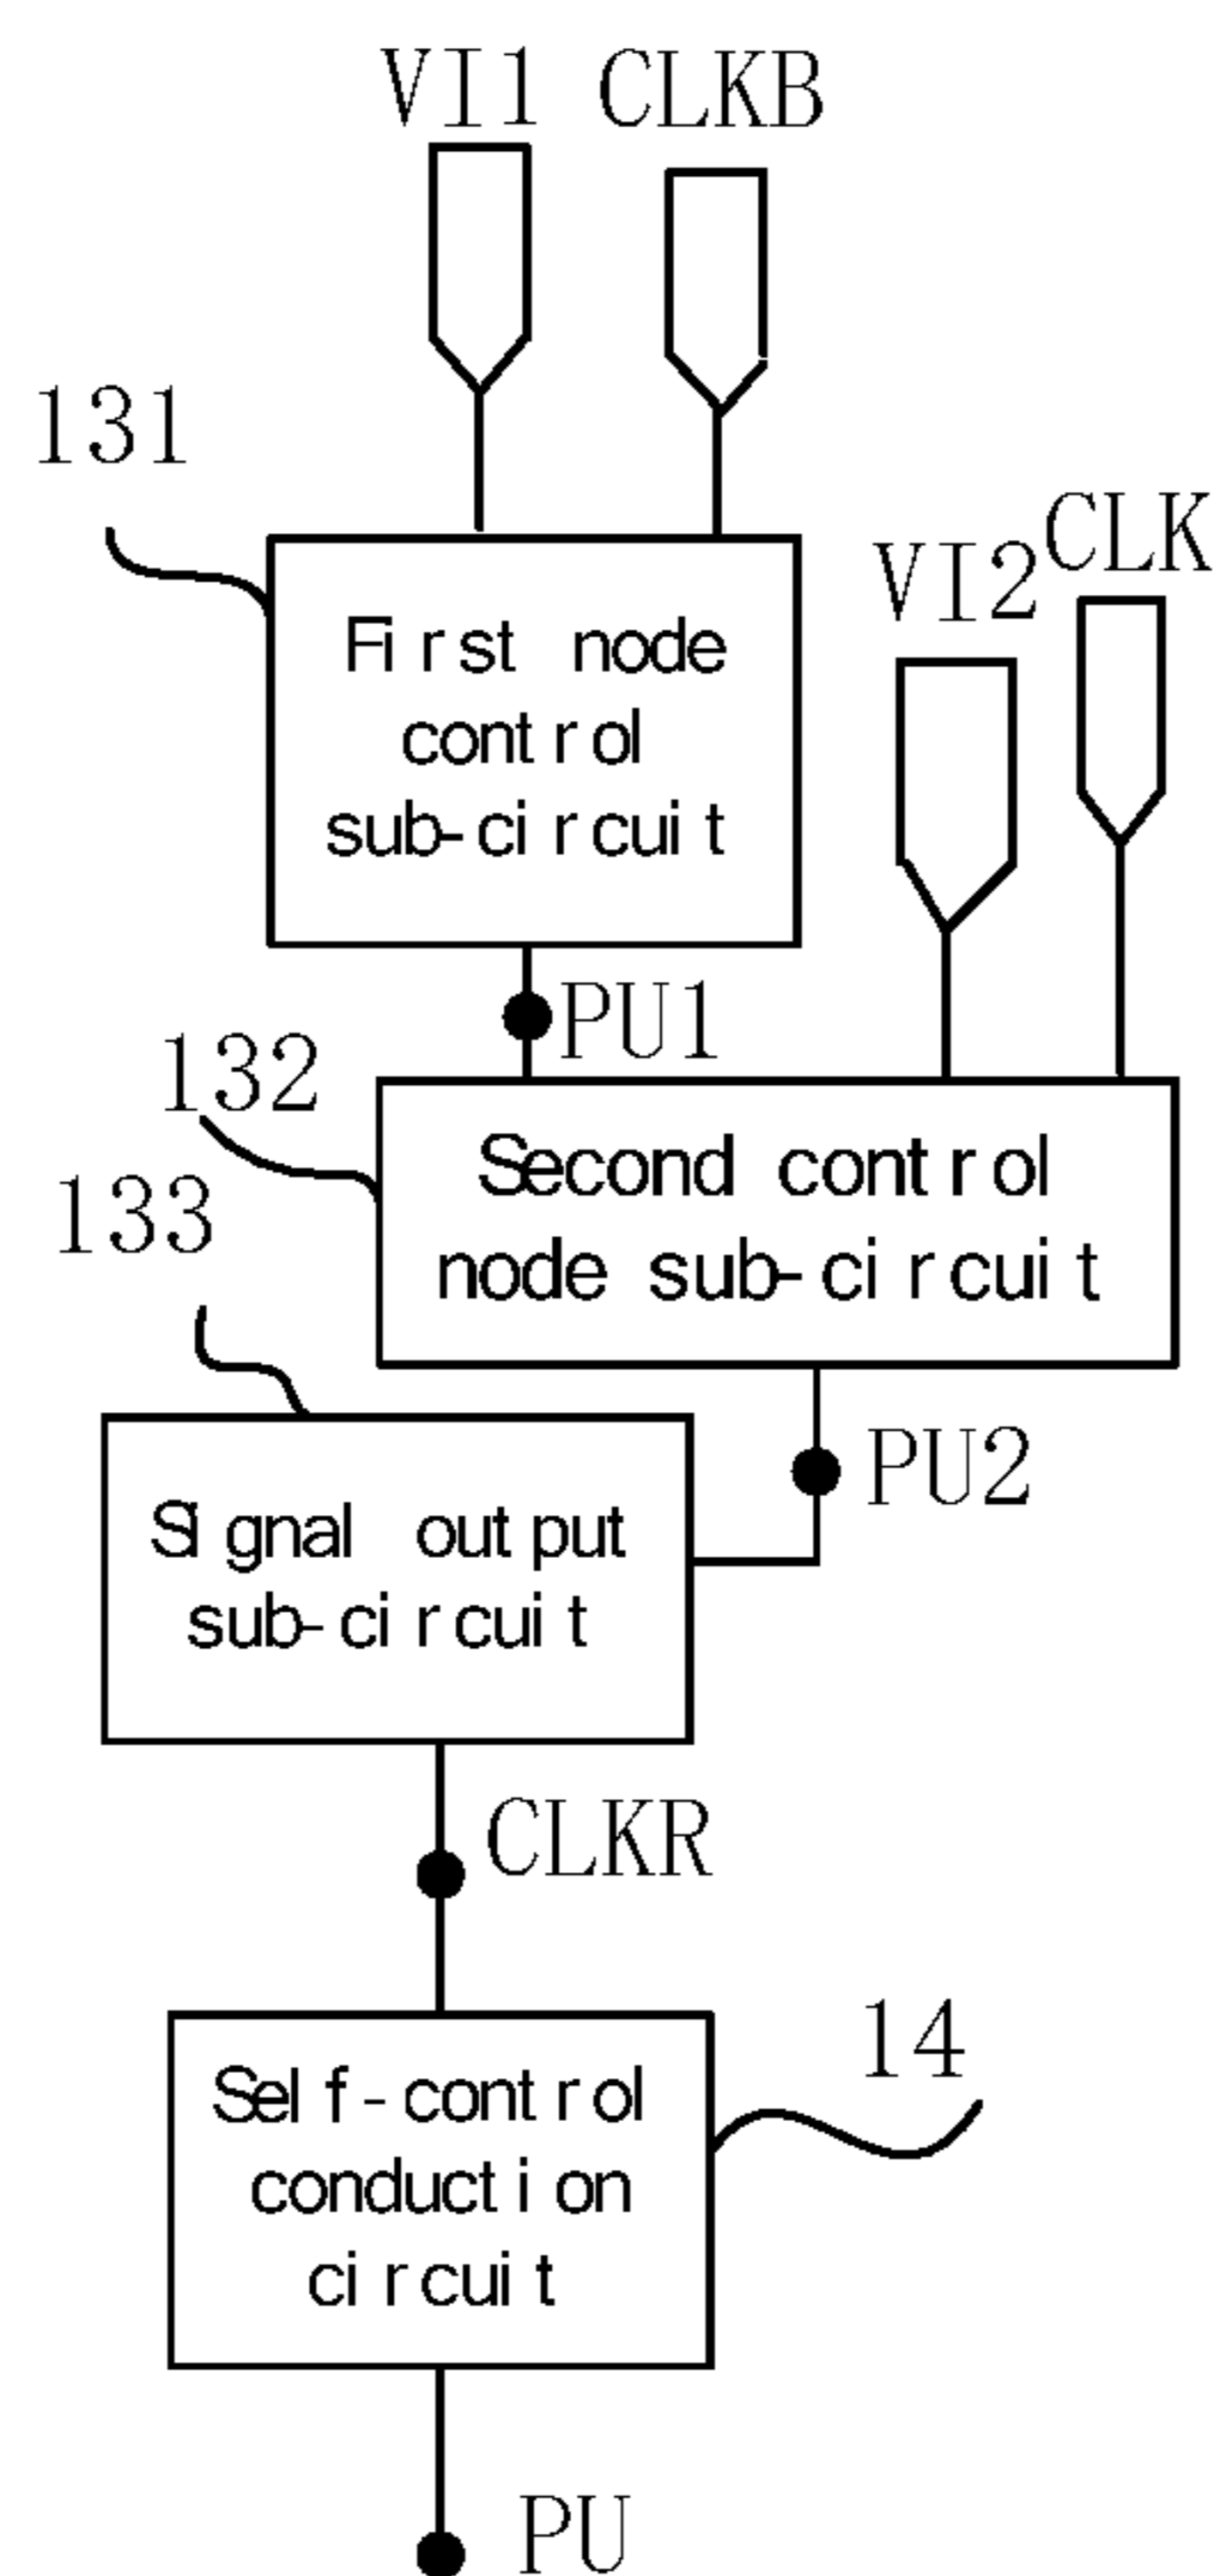 VI1 CLKB
131
First node
control
sub-circuit
VI2 CLK
PU1
132
Second control
node sub-circuit
133
PU2
Signal output
sub-circuit
CLKR
14
Self-control
conduction
circuit
PU